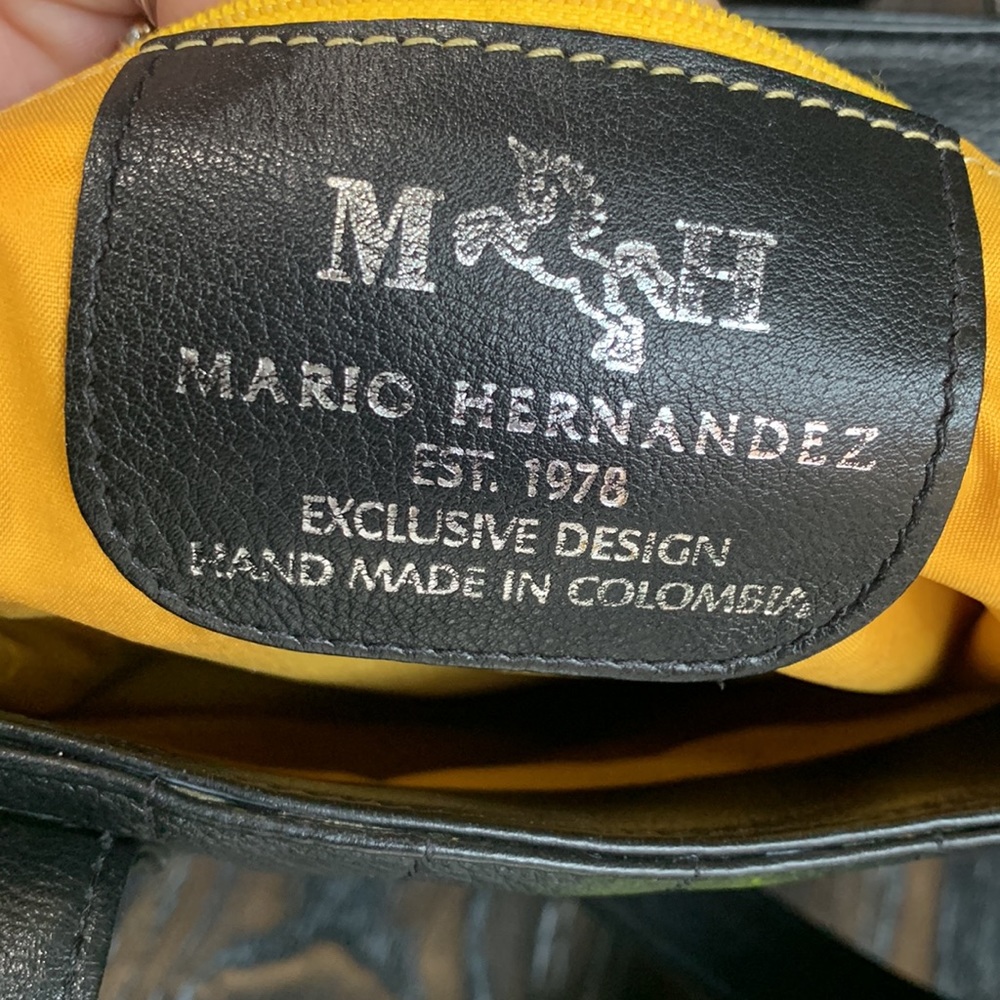 M H
MARIO HERNANDEZ
EST. 1978
EXCLUSIVE DESIGN
HAND MADE IN COLOMBIA